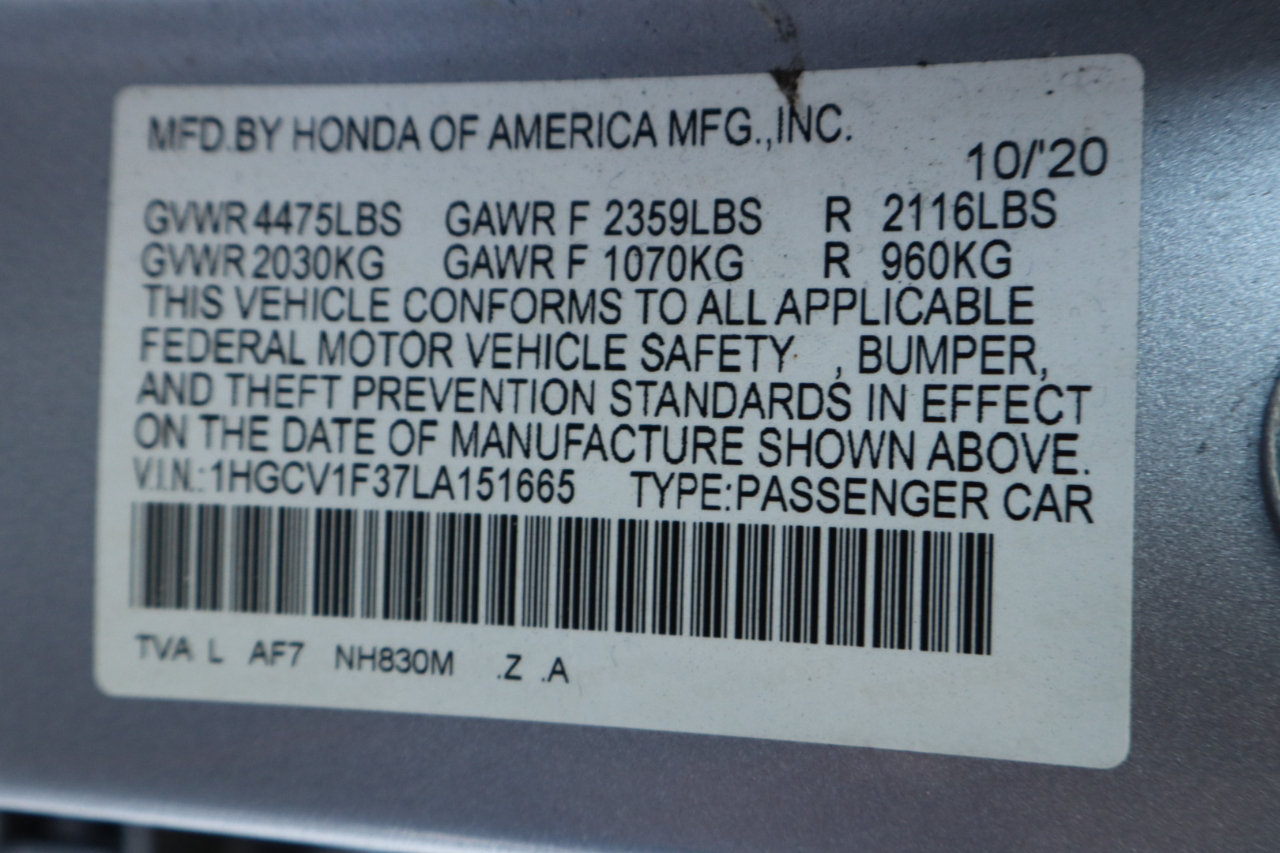 MFD.BY HONDA OF AMERICA MFG.,INC.
10/'20
GVWR 4475LBS GAWR F 2359LBS R 2116LBS
GVWR 2030KG GAWR F 1070KG R 960KG
THIS VEHICLE CONFORMS TO ALL APPLICABLE
FEDERAL MOTOR VEHICLE SAFETY , BUMPER,
AND THEFT PREVENTION STANDARDS IN EFFECT
ON THE DATE OF MANUFACTURE SHOWN ABOVE.
V.I.N.: 1HGCV1F37LA151665 TYPE:PASSENGER CAR
TVA L AF7 NH830M .Z .A